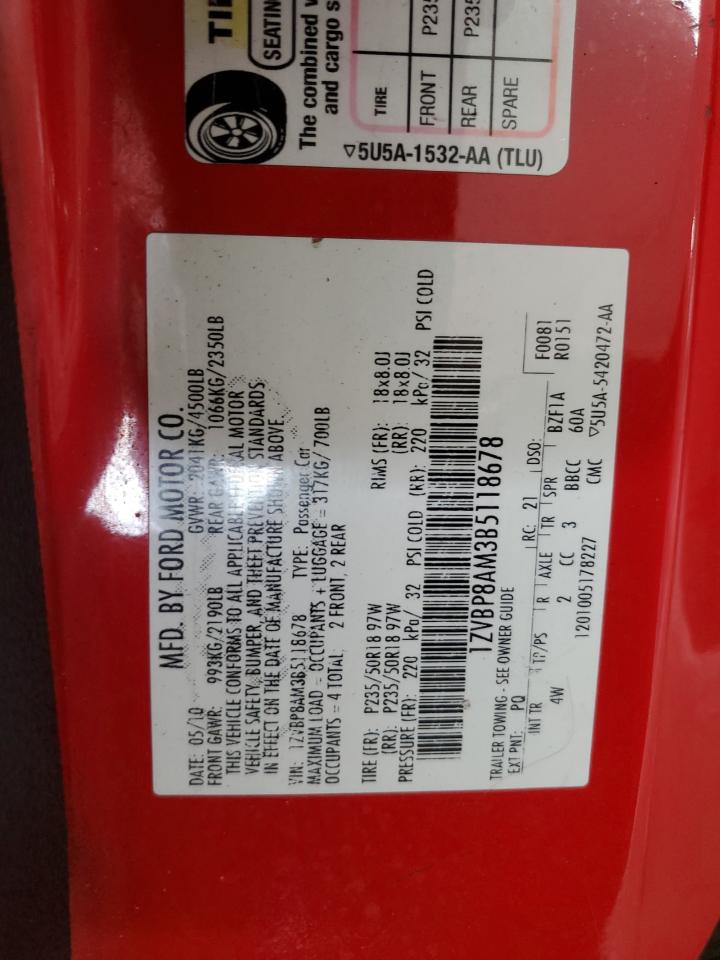 TIRE
SEATING
The combined
and cargo
TIRE
FRONT P235
REAR P235
SPARE
▽5U5A-1532-AA (TLU)
MFD. BY FORD MOTOR CO.
DATE: 05/10 GVWR: 2041KG/4500LB
FRONT GAWR: 993KG/2190LB REAR GAWR: 1066KG/2350LB
THIS VEHICLE CONFORMS TO ALL APPLICABLE FEDERAL MOTOR
VEHICLE SAFETY, BUMPER, AND THEFT PREVENTION STANDARDS
IN EFFECT ON THE DATE OF MANUFACTURE SHOWN ABOVE.
VIN: 1ZVBP8AM3B5118678 TYPE: Passenger Car
MAXIMUM LOAD = OCCUPANTS + LUGGAGE = 317KG/700LB
OCCUPANTS = 4 TOTAL: 2 FRONT, 2 REAR
TIRE (FR): P235/50R18 97W RIMS (FR): 18x8.0J
(RR): P235/50R18 97W (RR): 18x8.0J
PRESSURE (FR): 220 kPa/ 32 PSI COLD (RR): 220 kPa/ 32 PSI COLD
1ZVBP8AM3B5118678
TRAILER TOWING - SEE OWNER GUIDE
EXT PNT: PQ RC: 21 DSO: F0081
R0151
INT TR TP/PS R AXLE TR SPR BZF1A
4W 2 CC 3 BBCC 60A
1201005178227 CMC ▽5U5A-5420472-AA